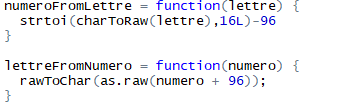 numeroFromLettre = function(lettre) {
  strtoi(charToRaw(lettre),16L)-96
}
lettreFromNumero = function(numero) {
  rawToChar(as.raw(numero + 96));
}